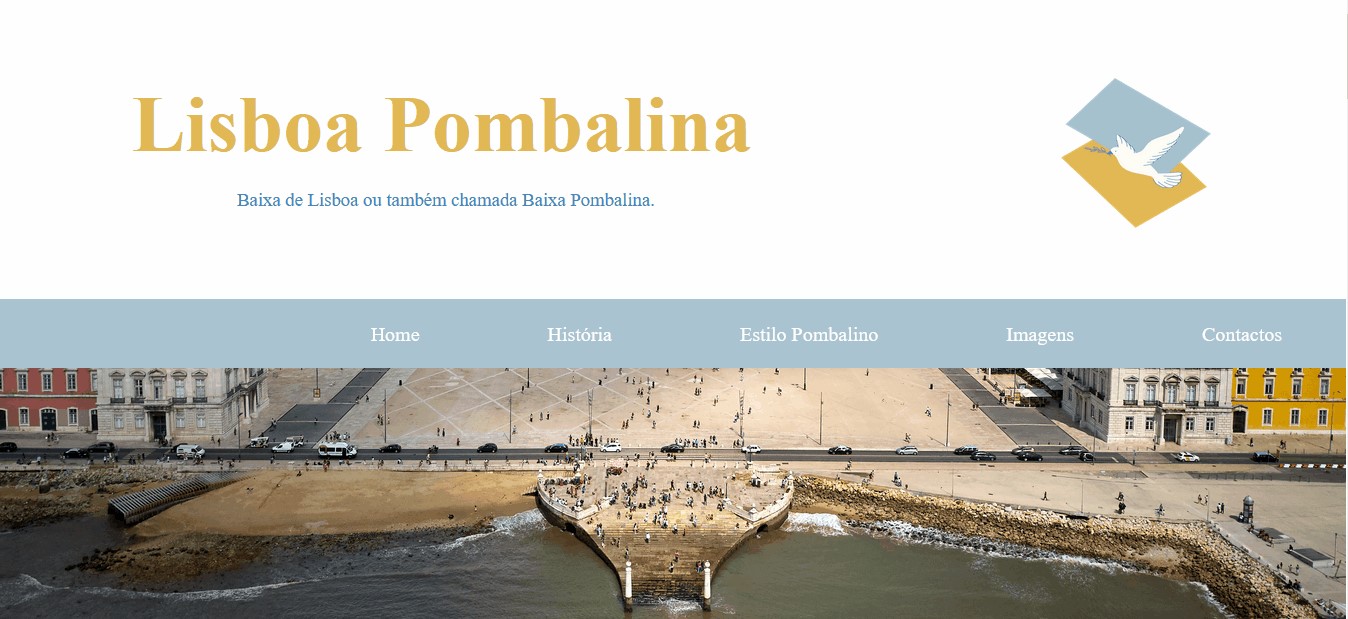 Lisboa Pombalina
Baixa de Lisboa ou também chamada Baixa Pombalina.
Home História Estilo Pombalino Imagens Contactos